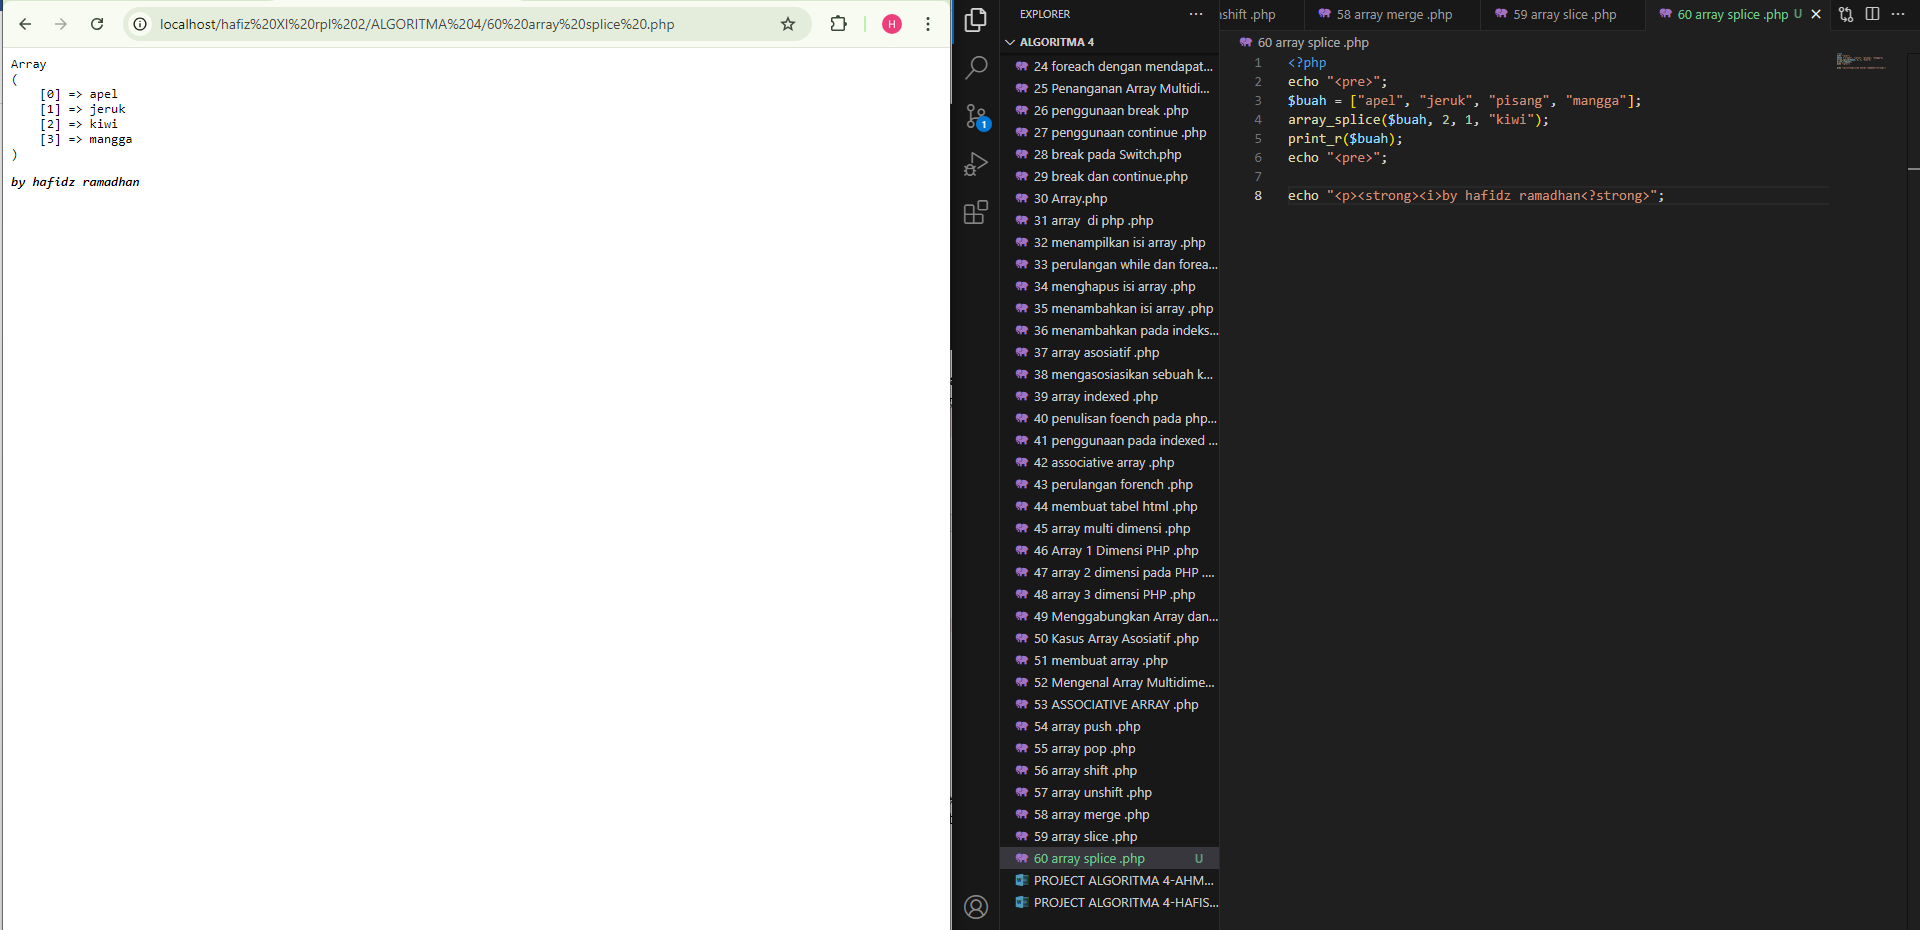 localhost/hafiz%20XI%20rpl%202/ALGORITMA%204/60%20array%20splice%20.php
H
Array
(
    [0] => apel
    [1] => jeruk
    [2] => kiwi
    [3] => mangga
)
by hafidz ramadhan
EXPLORER
ALGORITMA 4
24 foreach dengan mendapat...
25 Penanganan Array Multidi...
26 penggunaan break .php
27 penggunaan continue .php
28 break pada Switch.php
29 break dan continue.php
30 Array.php
31 array  di php .php
32 menampilkan isi array .php
33 perulangan while dan forea...
34 menghapus isi array .php
35 menambahkan isi array .php
36 menambahkan pada indeks...
37 array asosiatif .php
38 mengasosiasikan sebuah k...
39 array indexed .php
40 penulisan foench pada php...
41 penggunaan pada indexed ...
42 associative array .php
43 perulangan forench .php
44 membuat tabel html .php
45 array multi dimensi .php
46 Array 1 Dimensi PHP .php
47 array 2 dimensi pada PHP ....
48 array 3 dimensi PHP .php
49 Menggabungkan Array dan...
50 Kasus Array Asosiatif .php
51 membuat array .php
52 Mengenal Array Multidime...
53 ASSOCIATIVE ARRAY .php
54 array push .php
55 array pop .php
56 array shift .php
57 array unshift .php
58 array merge .php
59 array slice .php
60 array splice .php U
PROJECT ALGORITMA 4-AHM...
PROJECT ALGORITMA 4-HAFIS...
1
nshift .php 58 array merge .php 59 array slice .php 60 array splice .php U
60 array splice .php
1 <?php
2 echo "<pre>";
3 $buah = ["apel", "jeruk", "pisang", "mangga"];
4 array_splice($buah, 2, 1, "kiwi");
5 print_r($buah);
6 echo "<pre>";
7
8 echo "<p><strong><i>by hafidz ramadhan<?strong>";